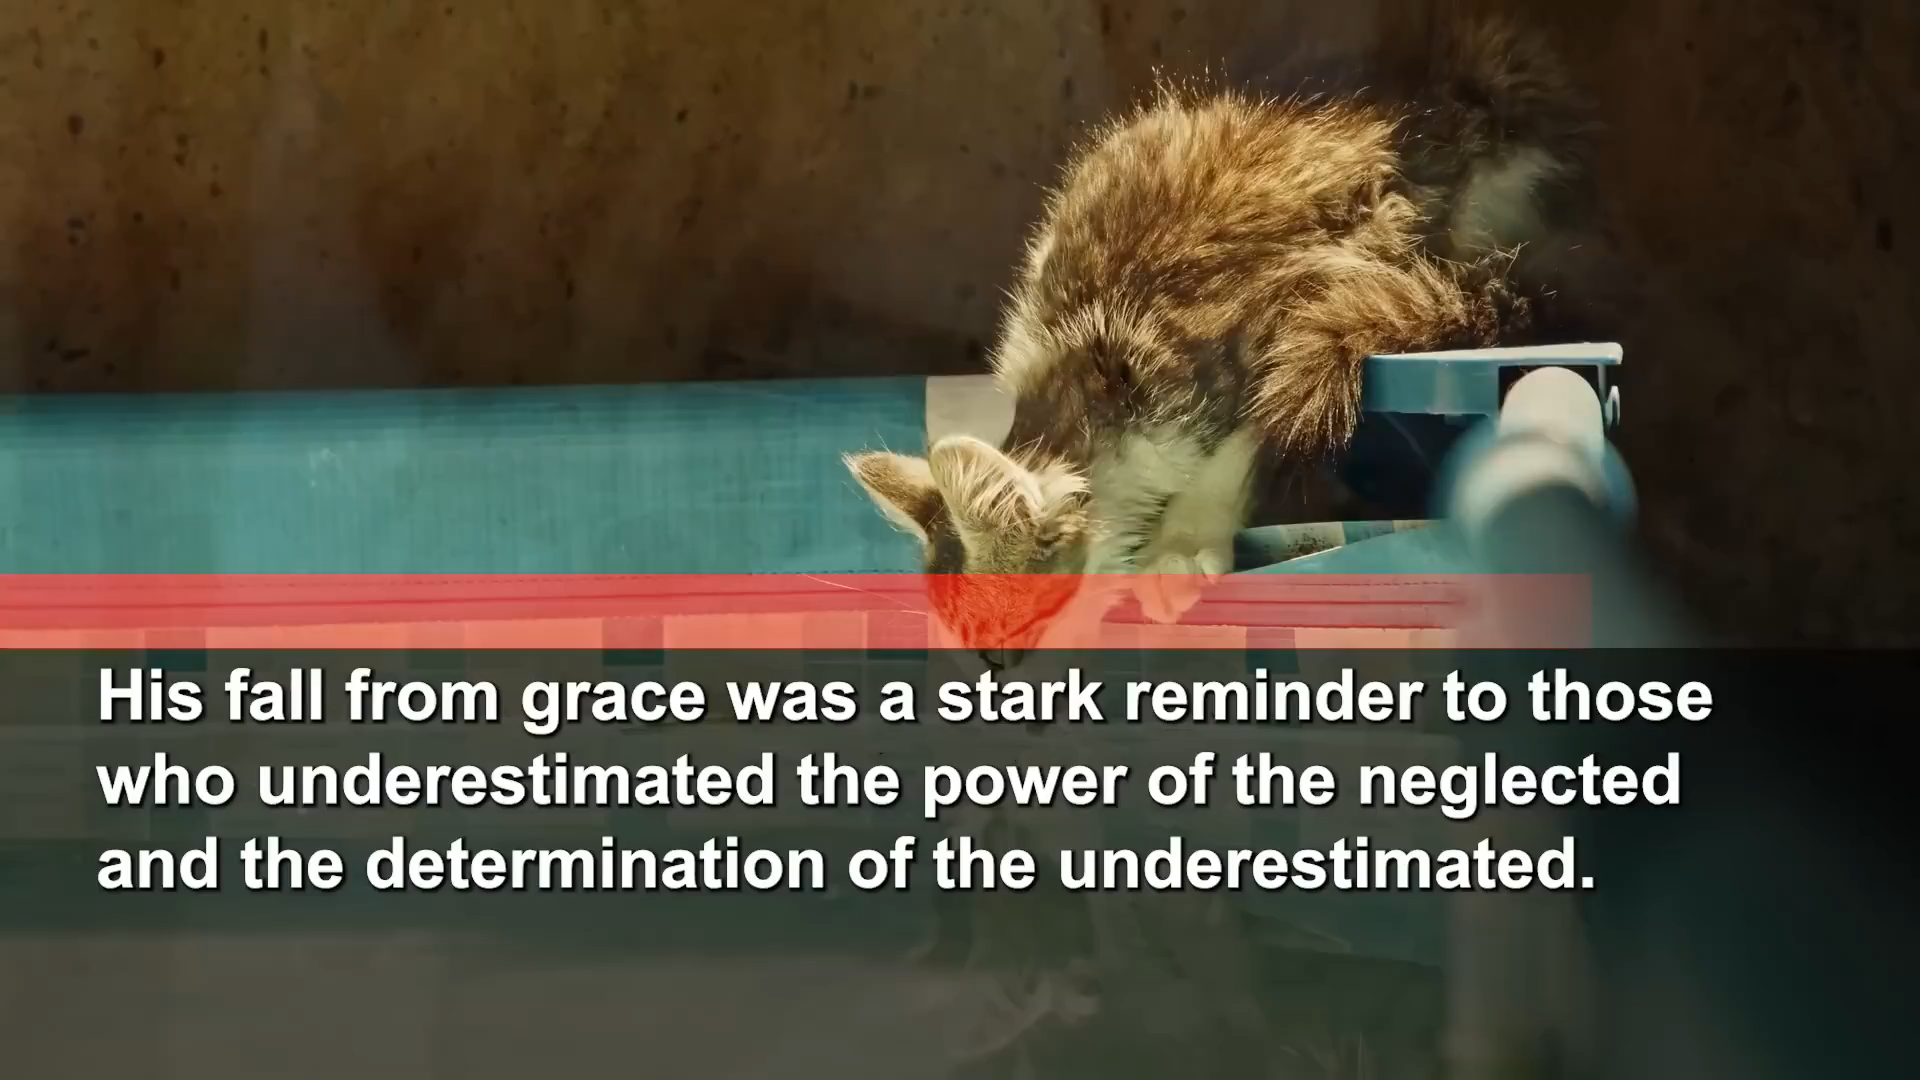 His fall from grace was a stark reminder to those
who underestimated the power of the neglected
and the determination of the underestimated.